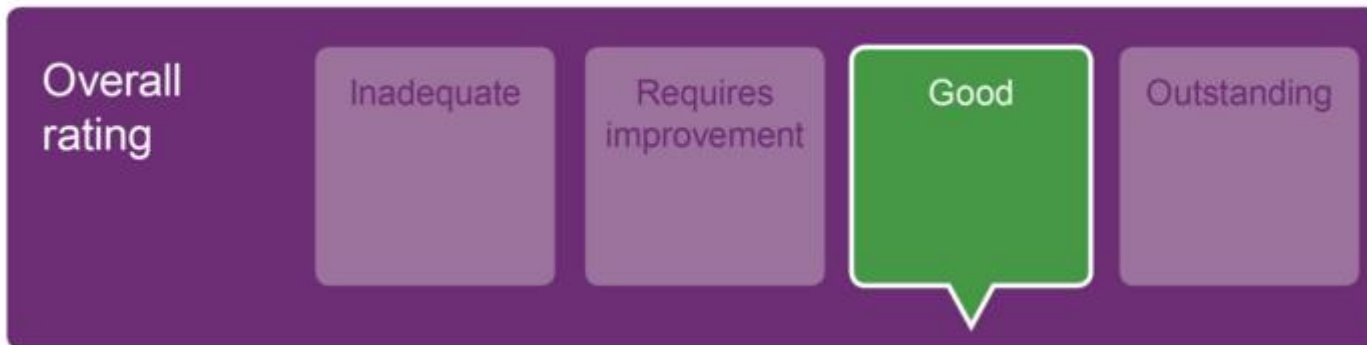 Overall
rating
Inadequate
Requires
improvement
Good
Outstanding